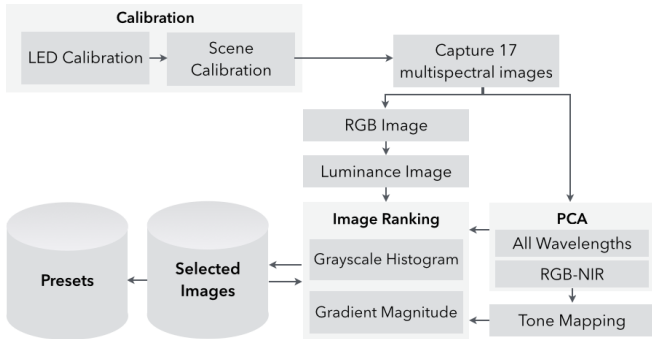 Calibration
LED Calibration
Scene
Calibration
Capture 17
multispectral images
RGB Image
Luminance Image
Image Ranking
Grayscale Histogram
Gradient Magnitude
PCA
All Wavelengths
RGB-NIR
Tone Mapping
Selected
Images
Presets